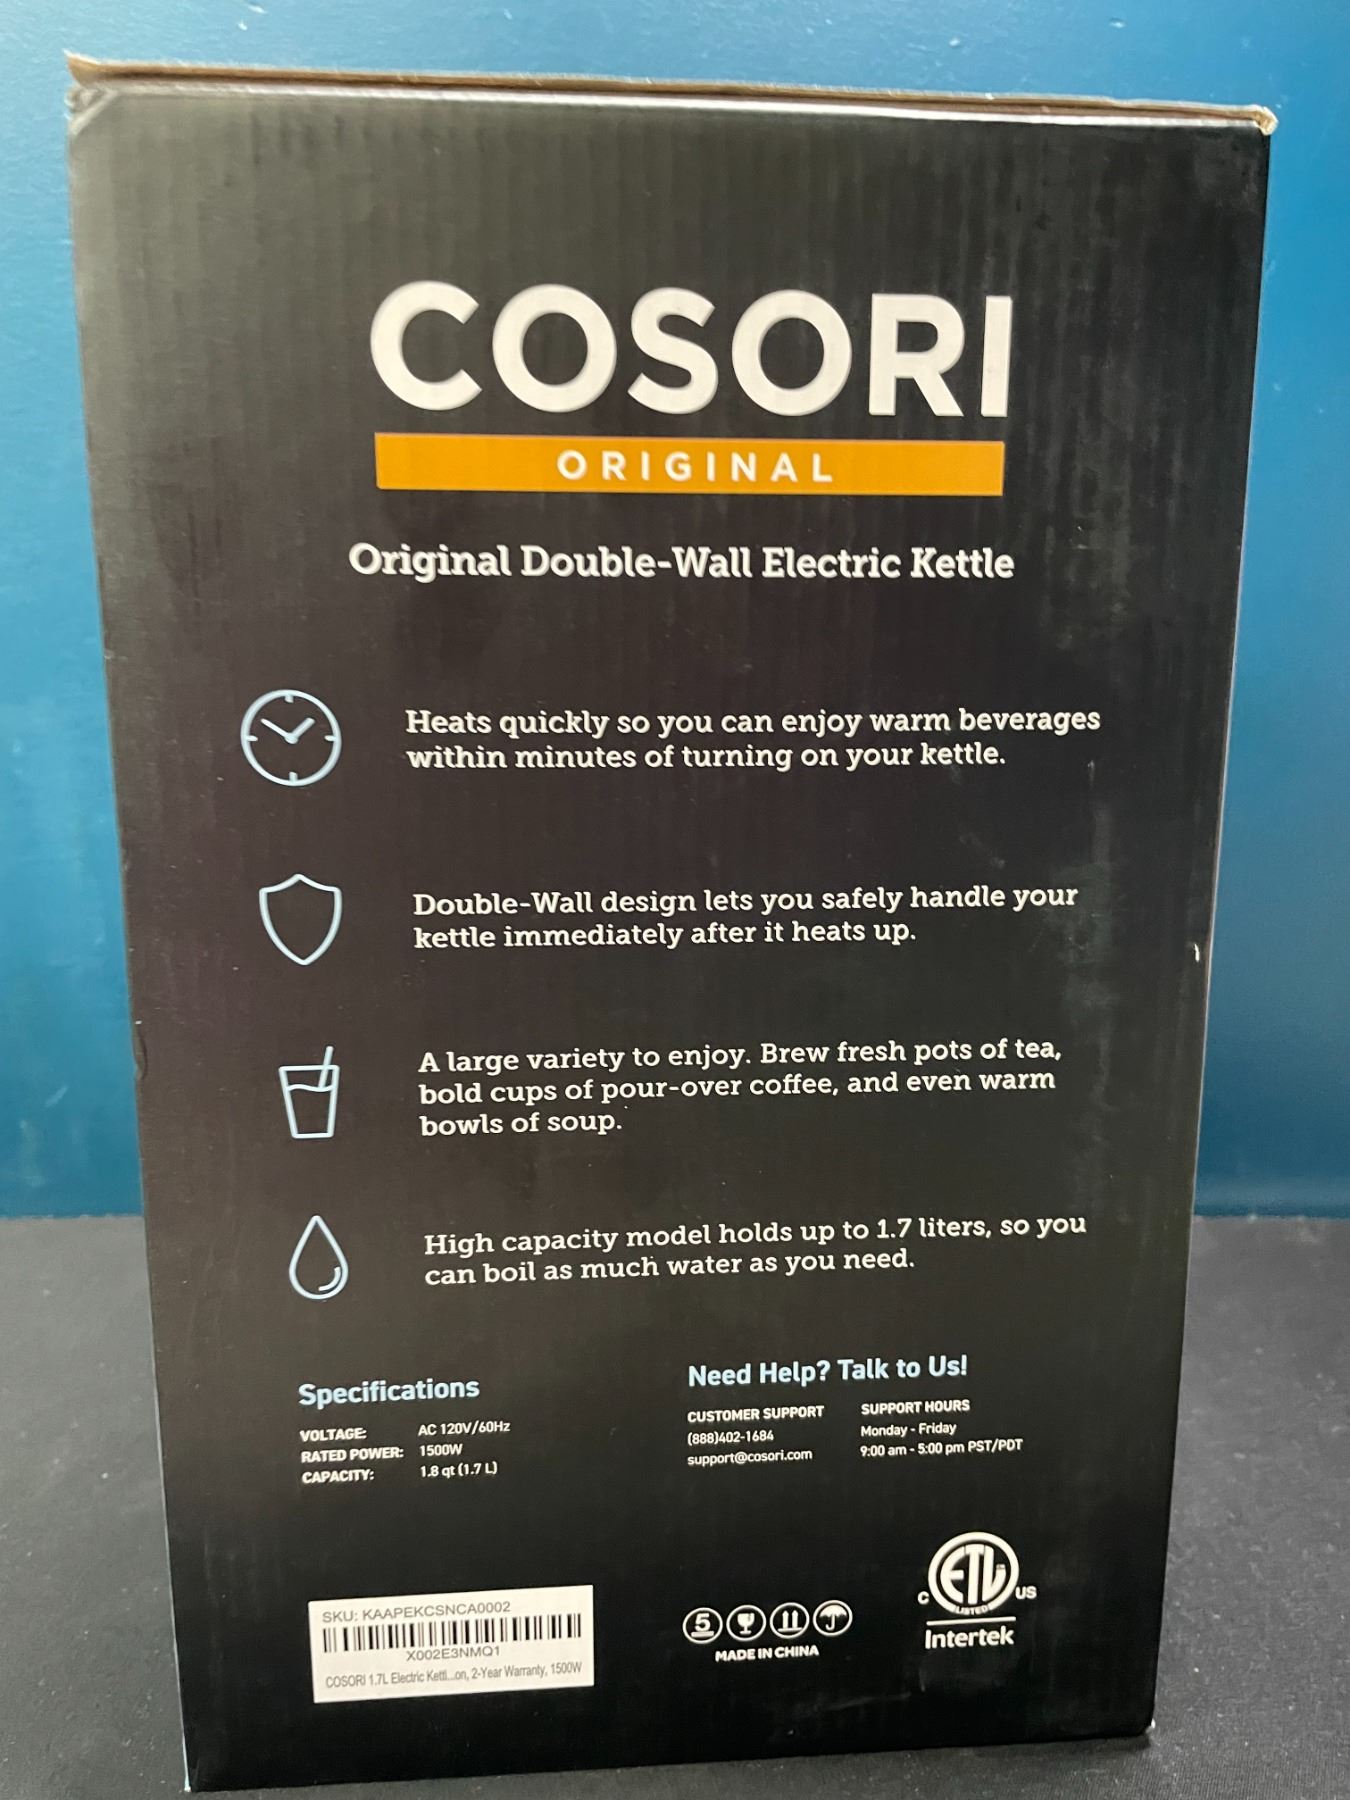 COSORI
ORIGINAL
Original Double-Wall Electric Kettle
Heats quickly so you can enjoy warm beverages
within minutes of turning on your kettle.
Double-Wall design lets you safely handle your
kettle immediately after it heats up.
A large variety to enjoy. Brew fresh pots of tea,
bold cups of pour-over coffee, and even warm
bowls of soup.
High capacity model holds up to 1.7 liters, so you
can boil as much water as you need.
Specifications
VOLTAGE: AC 120V/60Hz
RATED POWER: 1500W
CAPACITY: 1.8 qt (1.7 L)
Need Help? Talk to Us!
CUSTOMER SUPPORT
(888)402-1684
support@cosori.com
SUPPORT HOURS
Monday - Friday
9:00 am - 5:00 pm PST/PDT
SKU: KAAPEKCSNCA0002
X002E3NMQ1
COSORI 1.7L Electric Kettl...on, 2-Year Warranty, 1500W
5
MADE IN CHINA
C ETL US
LISTED
Intertek